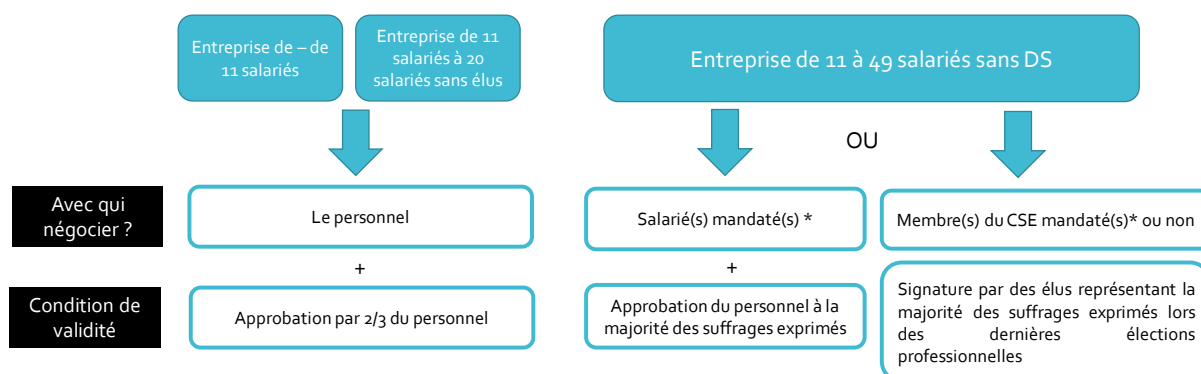 Entreprise de – de
11 salariés
Entreprise de 11
salariés à 20
salariés sans élus
Entreprise de 11 à 49 salariés sans DS
OU
Avec qui
négocier ?
Le personnel
Salarié(s) mandaté(s) *
Membre(s) du CSE mandaté(s)* ou non
+
+
Condition de
validité
Approbation par 2/3 du personnel
Approbation du personnel à la
majorité des suffrages exprimés
Signature par des élus représentant la
majorité des suffrages exprimés lors
des dernières élections
professionnelles